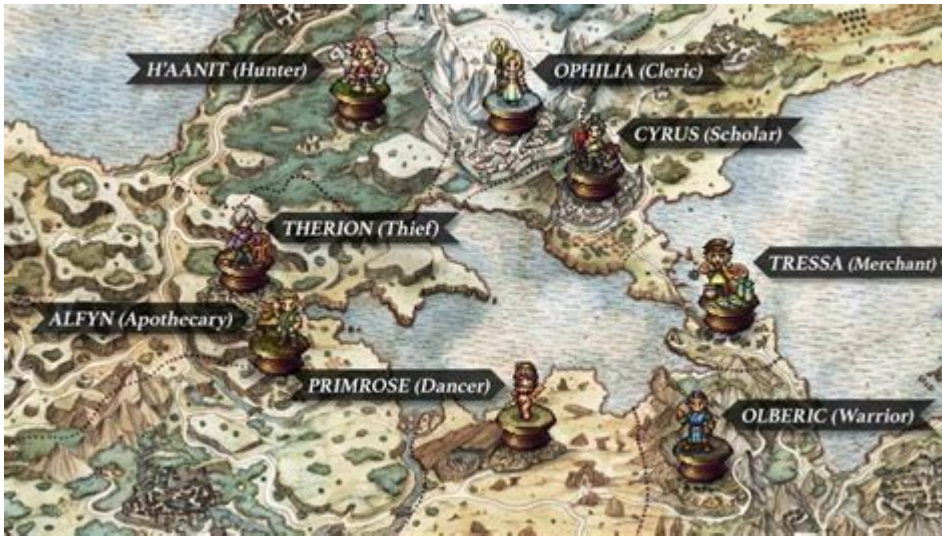 H'AANIT (Hunter)
OPHILIA (Cleric)
CYRUS (Scholar)
THERION (Thief)
TRESSA (Merchant)
ALFYN (Apothecary)
PRIMROSE (Dancer)
OLBERIC (Warrior)